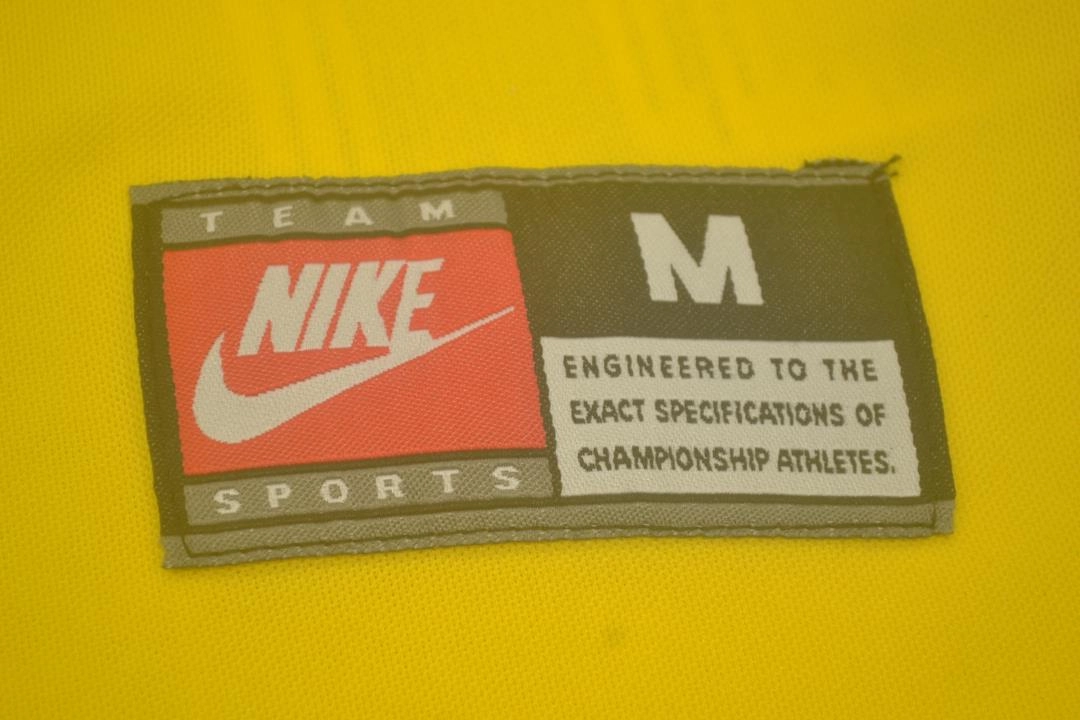 TEAM
NIKE
SPORTS
M
ENGINEERED TO THE
EXACT SPECIFICATIONS OF
CHAMPIONSHIP ATHLETES.